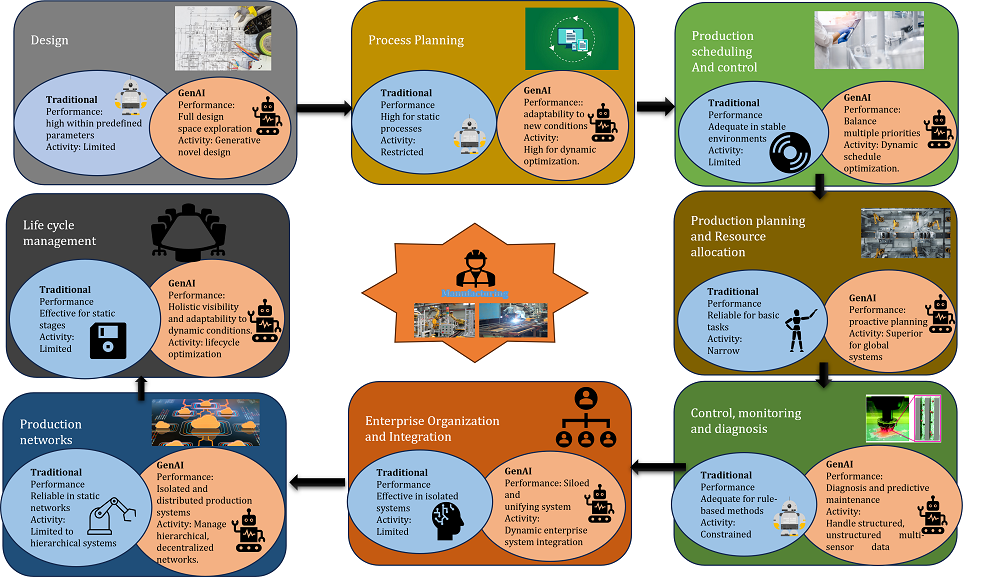 Design
Traditional
Performance:
high within predefined
parameters
Activity: Limited
GenAI
Performance:
Full design
space exploration
Activity: Generative
novel design
Process Planning
Traditional
Performance
High for static
processes
Activity:
Restricted
GenAI
Performance::
adaptability to
new conditions
Activity:
High for dynamic
optimization.
Production
scheduling
And control
Traditional
Performance
Adequate in stable
environments
Activity:
Limited
GenAI
Performance:
Balance
multiple priorities
Activity: Dynamic
schedule
optimization.
Life cycle
management
Traditional
Performance
Effective for static
stages
Activity:
Limited
GenAI
Performance:
Holistic visibility
and adaptability to
dynamic conditions.
Activity: lifecycle
optimization
Manufacturing
Production planning
and Resource
allocation
Traditional
Performance
Reliable for basic
tasks
Activity:
Narrow
GenAI
Performance:
proactive planning
Activity: Superior
for global
systems
Production
networks
Traditional
Performance
Reliable in static
networks
Activity:
Limited to
hierarchical systems
GenAI
Performance:
Isolated and
distributed production
systems
Activity: Manage
hierarchical,
decentralized
networks.
Enterprise Organization
and Integration
Traditional
Performance
Effective in isolated
systems
Activity:
Limited
GenAI
Performance: Siloed
and
unifying system
Activity:
Dynamic enterprise
system integration
Control, monitoring
and diagnosis
Traditional
Performance
Adequate for rule-
based methods
Activity:
Constrained
GenAI
Performance:
Diagnosis and predictive
maintenance
Activity:
Handle structured,
unstructured multi-
sensor data